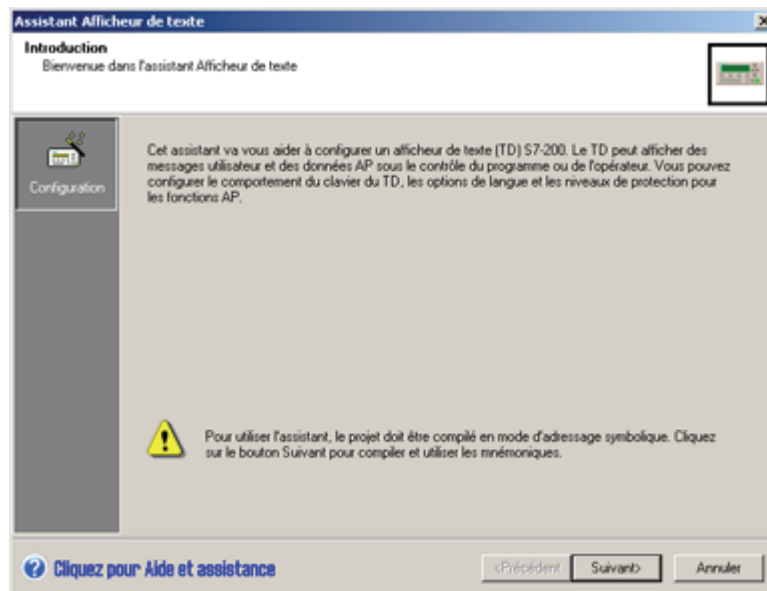 Assistant Afficheur de texte
Introduction
Bienvenue dans l'assistant Afficheur de texte
Configuration
Cet assistant va vous aider à configurer un afficheur de texte (TD) S7-200. Le TD peut afficher des
messages utilisateur et des données AP sous le contrôle du programme ou de l'opérateur. Vous pouvez
configurer le comportement du clavier du TD, les options de langue et les niveaux de protection pour
les fonctions AP.
Pour utiliser l'assistant, le projet doit être compilé en mode d'adressage symbolique. Cliquez
sur le bouton Suivant pour compiler et utiliser les mnémoniques.
Cliquez pour Aide et assistance
<Précédent
Suivant>
Annuler